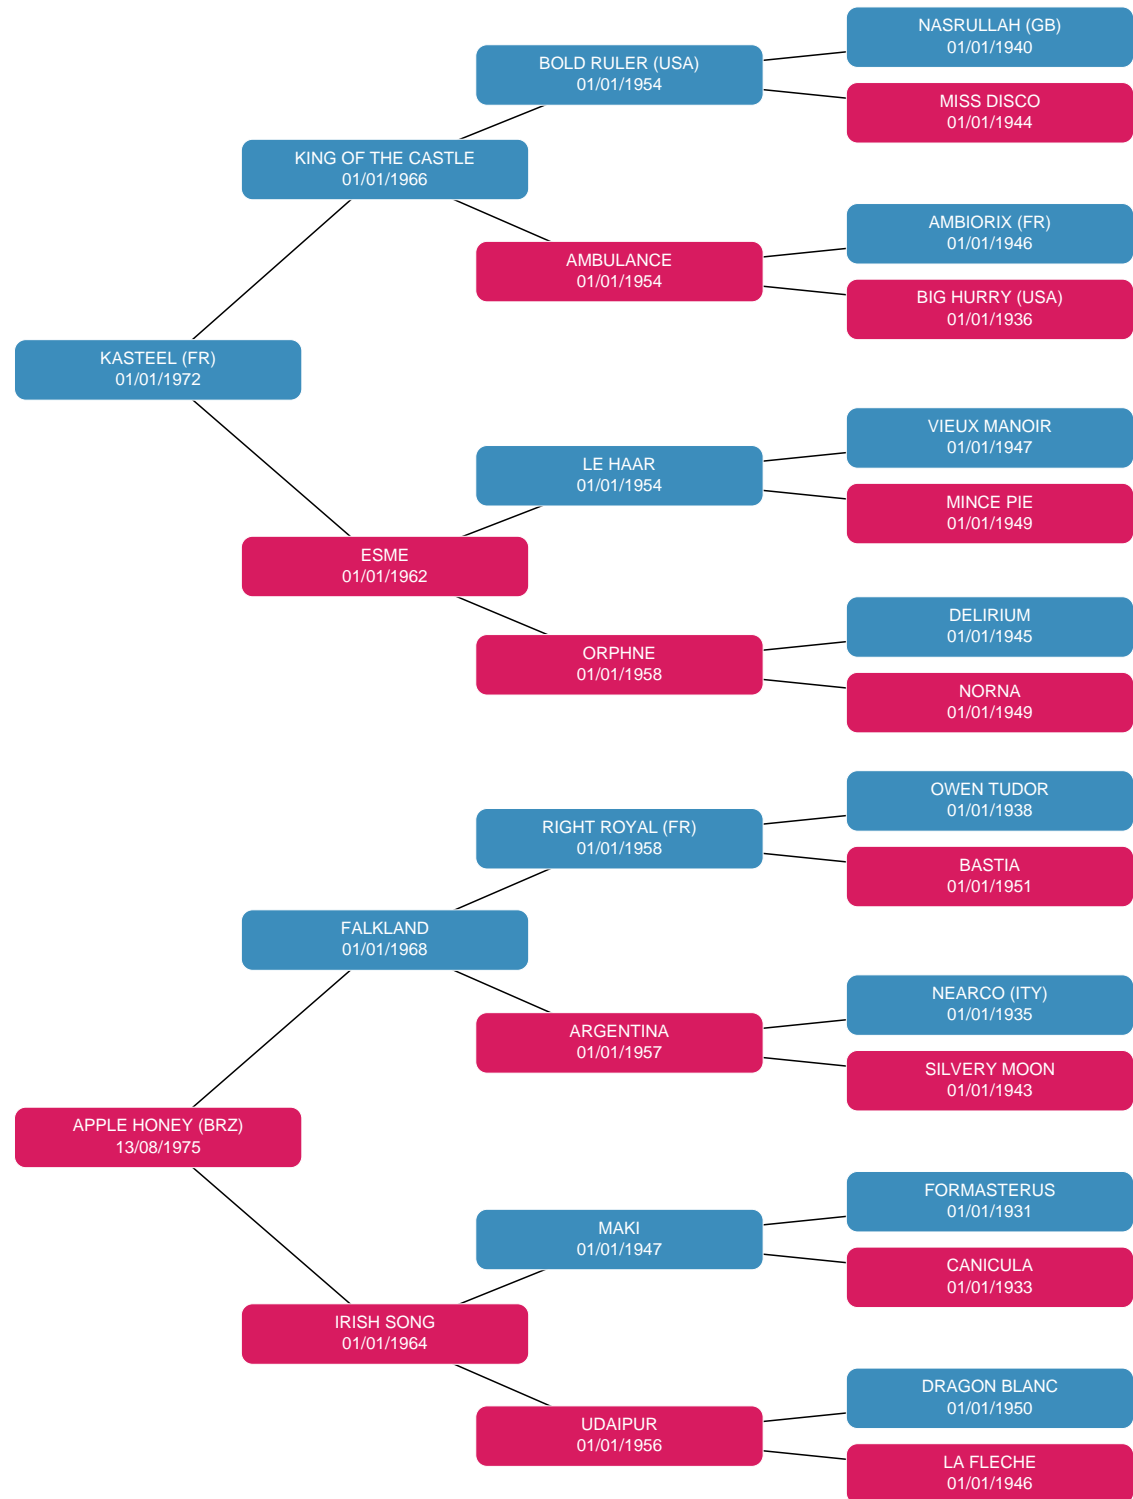 NASRULLAH (GB)
01/01/1940
BOLD RULER (USA)
01/01/1954
MISS DISCO
01/01/1944
KING OF THE CASTLE
01/01/1966
AMBIORIX (FR)
01/01/1946
AMBULANCE
01/01/1954
BIG HURRY (USA)
01/01/1936
KASTEEL (FR)
01/01/1972
VIEUX MANOIR
01/01/1947
LE HAAR
01/01/1954
MINCE PIE
01/01/1949
ESME
01/01/1962
DELIRIUM
01/01/1945
ORPHNE
01/01/1958
NORNA
01/01/1949
OWEN TUDOR
01/01/1938
RIGHT ROYAL (FR)
01/01/1958
BASTIA
01/01/1951
FALKLAND
01/01/1968
NEARCO (ITY)
01/01/1935
ARGENTINA
01/01/1957
SILVERY MOON
01/01/1943
APPLE HONEY (BRZ)
13/08/1975
FORMASTERUS
01/01/1931
MAKI
01/01/1947
CANICULA
01/01/1933
IRISH SONG
01/01/1964
DRAGON BLANC
01/01/1950
UDAIPUR
01/01/1956
LA FLECHE
01/01/1946